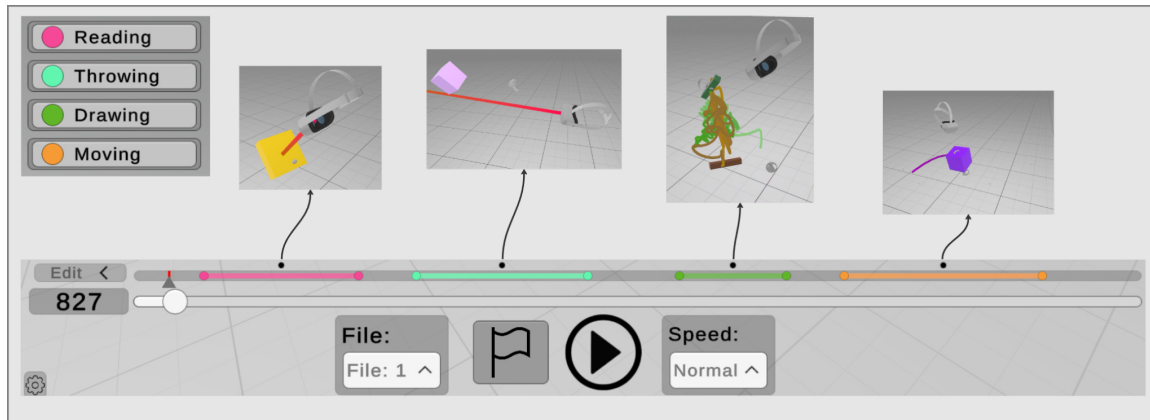 Reading
Throwing
Drawing
Moving
Edit <
827
File:
File: 1
Speed:
Normal